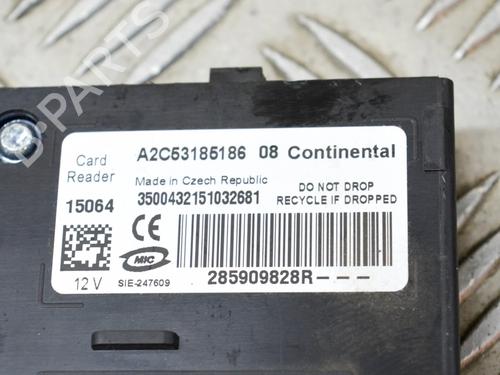 B-PARTS
Card Reader
A2C53185186 08 Continental
Made in Czech Republic
DO NOT DROP
15064
3500432151032681
RECYCLE IF DROPPED
CE
MIC
12 V
SIE-247609
285909828R- - -